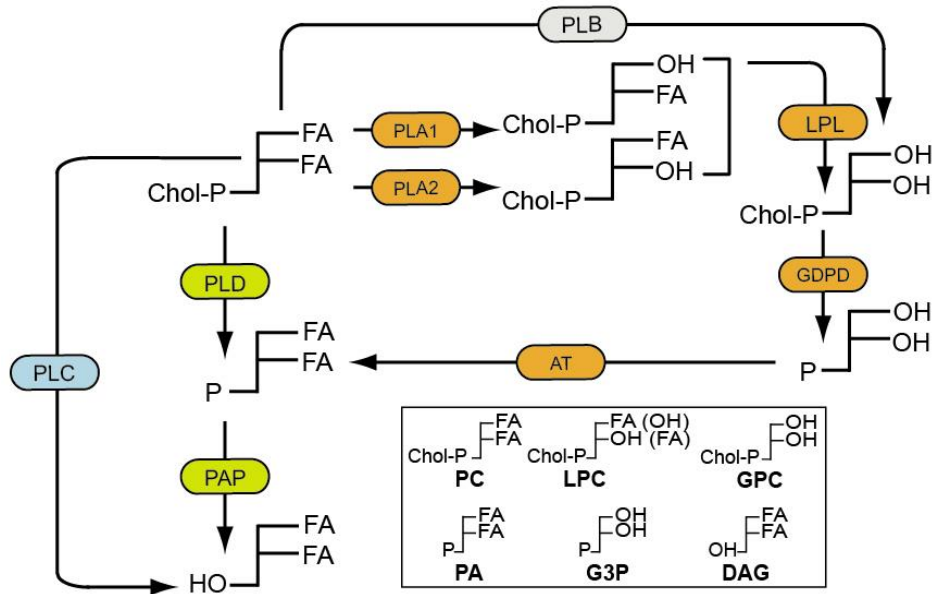 PLB
OH
FA
Chol-P
PLA1
FA
FA
Chol-P
PLA2
FA
OH
Chol-P
LPL
OH
OH
Chol-P
PLD
GDPD
FA
FA
P
OH
OH
P
AT
PLC
PAP
FA
FA
HO
FA
FA
Chol-P
PC
FA (OH)
OH (FA)
Chol-P
LPC
OH
OH
Chol-P
GPC
FA
FA
P
PA
OH
OH
P
G3P
FA
FA
OH
DAG